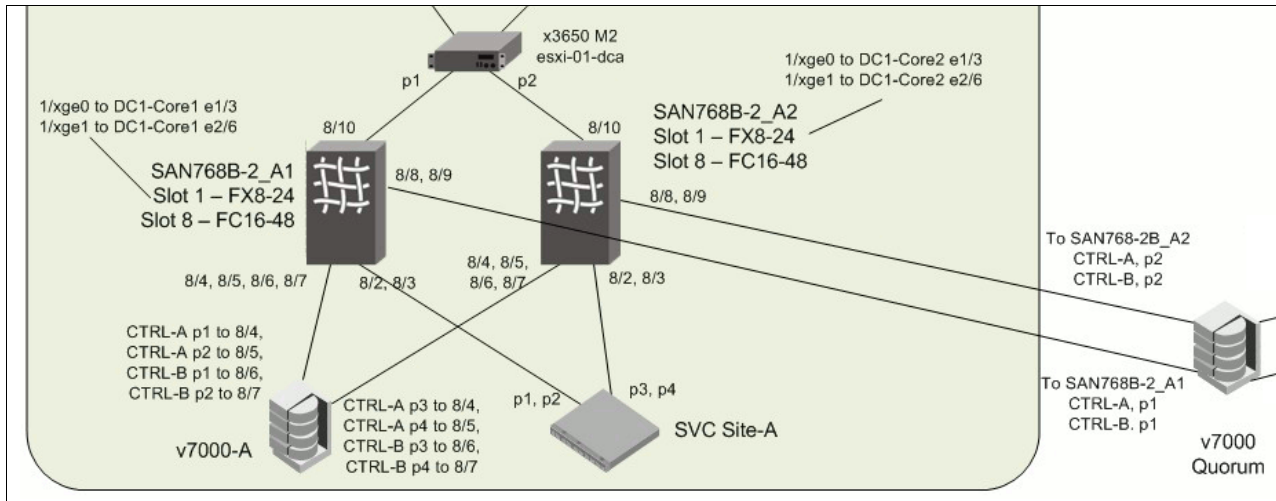 x3650 M2
esxi-01-dca
p1
p2
1/xge0 to DC1-Core1 e1/3
1/xge1 to DC1-Core1 e2/6
1/xge0 to DC1-Core2 e1/3
1/xge1 to DC1-Core2 e2/6
8/10
SAN768B-2_A1
Slot 1 – FX8-24
Slot 8 – FC16-48
8/10
SAN768B-2_A2
Slot 1 – FX8-24
Slot 8 – FC16-48
8/8, 8/9
8/8, 8/9
8/4, 8/5, 8/6, 8/7
8/2, 8/3
8/4, 8/5,
8/6, 8/7
8/2, 8/3
To SAN768-2B_A2
CTRL-A, p2
CTRL-B, p2
CTRL-A p1 to 8/4,
CTRL-A p2 to 8/5,
CTRL-B p1 to 8/6,
CTRL-B p2 to 8/7
v7000-A
CTRL-A p3 to 8/4,
CTRL-A p4 to 8/5,
CTRL-B p3 to 8/6,
CTRL-B p4 to 8/7
p1, p2
p3, p4
SVC Site-A
To SAN768B-2_A1
CTRL-A, p1
CTRL-B. p1
v7000
Quorum